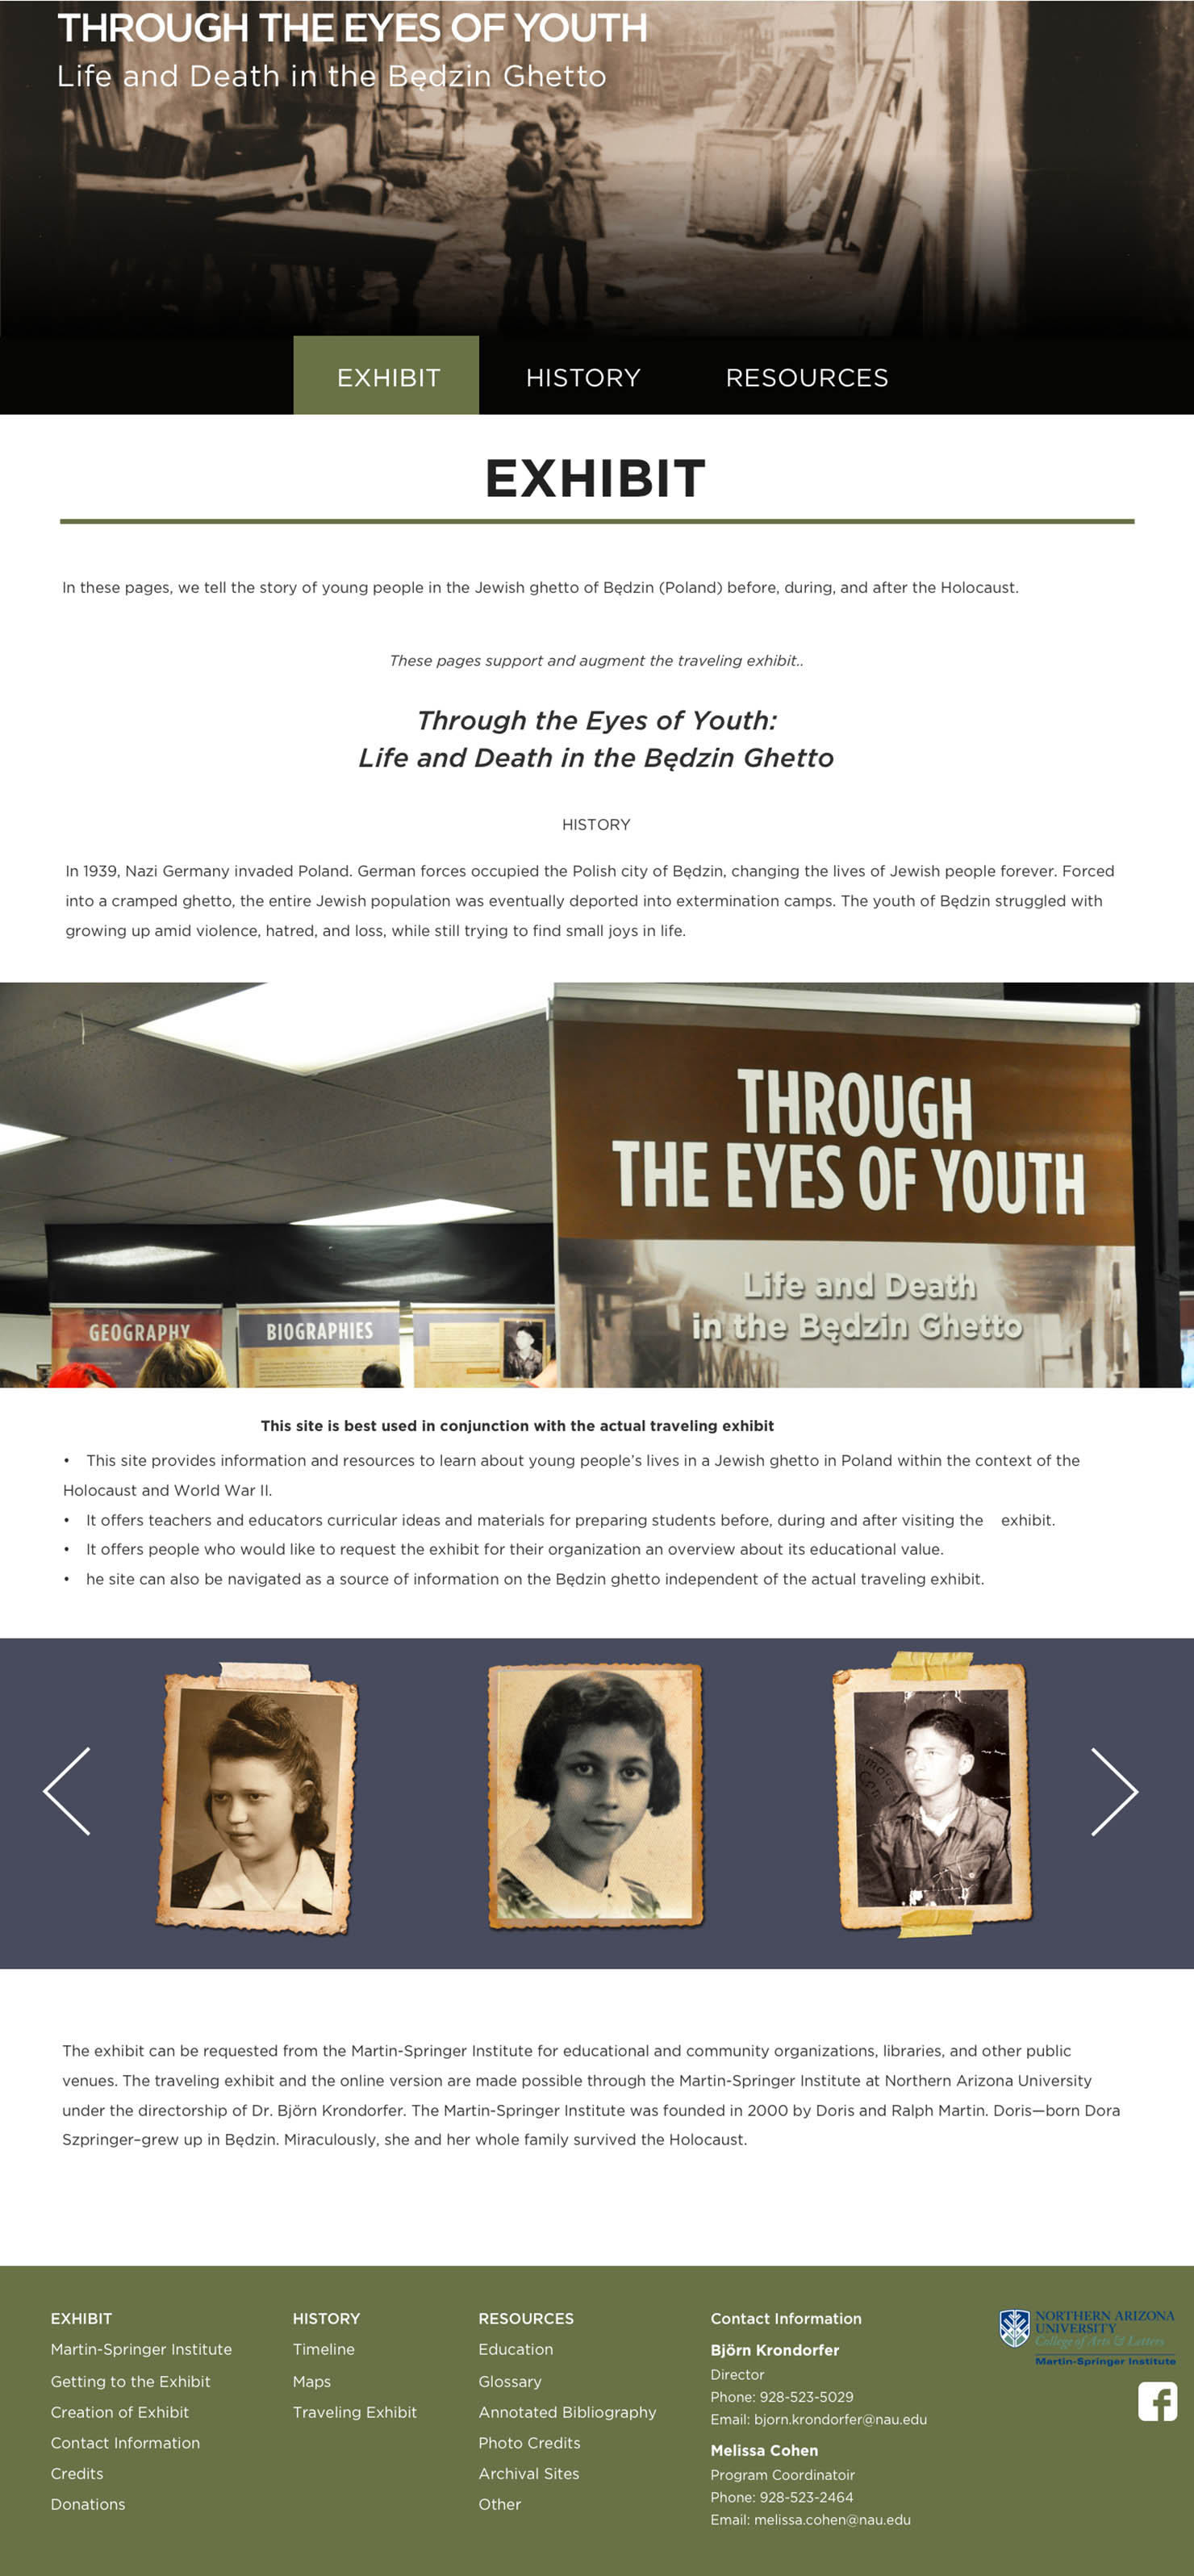 THROUGH THE EYES OF YOUTH
Life and Death in the Będzin Ghetto
EXHIBIT
HISTORY
RESOURCES
EXHIBIT
In these pages, we tell the story of young people in the Jewish ghetto of Będzin (Poland) before, during, and after the Holocaust.
These pages support and augment the traveling exhibit..
Through the Eyes of Youth:
Life and Death in the Będzin Ghetto
HISTORY
In 1939, Nazi Germany invaded Poland. German forces occupied the Polish city of Będzin, changing the lives of Jewish people forever. Forced
into a cramped ghetto, the entire Jewish population was eventually deported into extermination camps. The youth of Będzin struggled with
growing up amid violence, hatred, and loss, while still trying to find small joys in life.
THROUGH
THE EYES OF YOUTH
Life and Death
in the Będzin Ghetto
GEOGRAPHY
BIOGRAPHIES
This site is best used in conjunction with the actual traveling exhibit
• This site provides information and resources to learn about young people's lives in a Jewish ghetto in Poland within the context of the
Holocaust and World War II.
• It offers teachers and educators curricular ideas and materials for preparing students before, during and after visiting the exhibit.
• It offers people who would like to request the exhibit for their organization an overview about its educational value.
• he site can also be navigated as a source of information on the Będzin ghetto independent of the actual traveling exhibit.
The exhibit can be requested from the Martin-Springer Institute for educational and community organizations, libraries, and other public
venues. The traveling exhibit and the online version are made possible through the Martin-Springer Institute at Northern Arizona University
under the directorship of Dr. Björn Krondorfer. The Martin-Springer Institute was founded in 2000 by Doris and Ralph Martin. Doris—born Dora
Szpringer–grew up in Będzin. Miraculously, she and her whole family survived the Holocaust.
EXHIBIT
Martin-Springer Institute
Getting to the Exhibit
Creation of Exhibit
Contact Information
Credits
Donations
HISTORY
Timeline
Maps
Traveling Exhibit
RESOURCES
Education
Glossary
Annotated Bibliography
Photo Credits
Archival Sites
Other
Contact Information
Björn Krondorfer
Director
Phone: 928-523-5029
Email: bjorn.krondorfer@nau.edu
Melissa Cohen
Program Coordinatoir
Phone: 928-523-2464
Email: melissa.cohen@nau.edu
NORTHERN ARIZONA
UNIVERSITY
College of Arts & Letters
Martin-Springer Institute